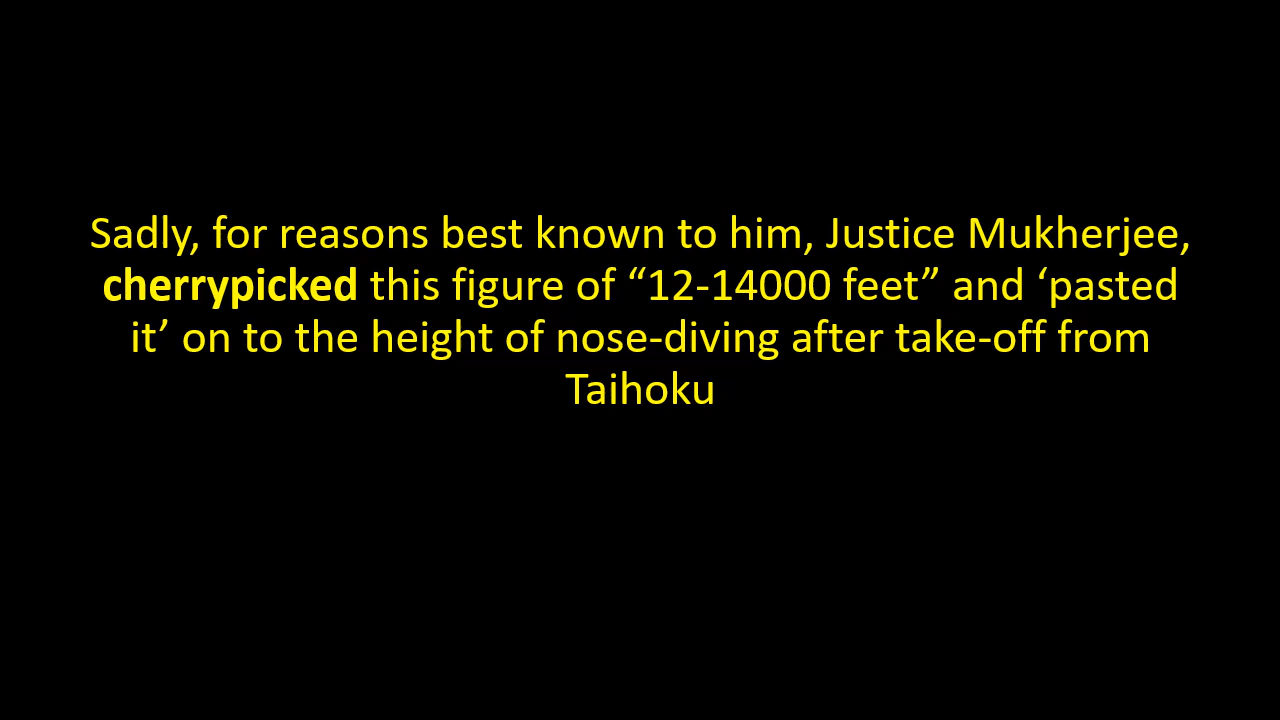 Sadly, for reasons best known to him, Justice Mukherjee,
cherrypicked this figure of “12-14000 feet” and ‘pasted
it’ on to the height of nose-diving after take-off from
Taihoku